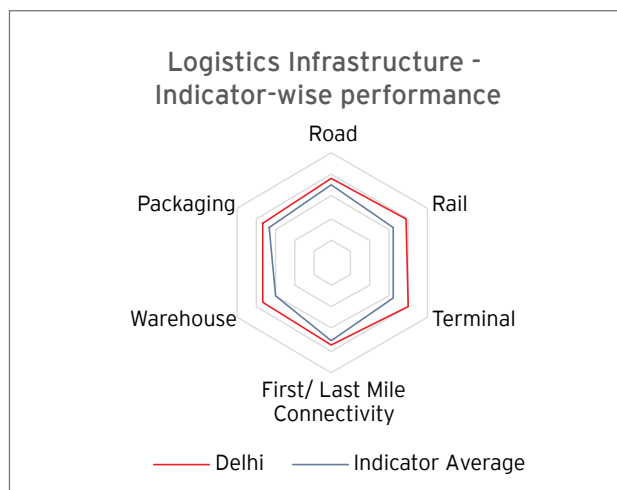 Logistics Infrastructure -
Indicator-wise performance
Road
Packaging
Rail
Warehouse
Terminal
First/ Last Mile
Connectivity
Delhi
Indicator Average